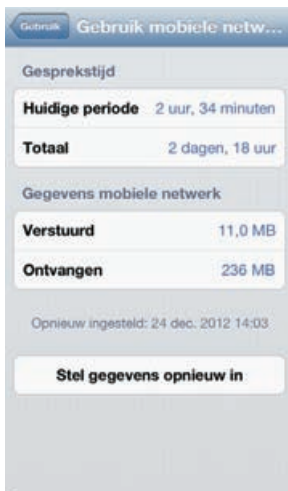 Gebruik Gebruik mobiele netw...
Gesprekstijd
Huidige periode 2 uur, 34 minuten
Totaal 2 dagen, 18 uur
Gegevens mobiele netwerk
Verstuurd 11,0 MB
Ontvangen 236 MB
Opnieuw ingesteld: 24 dec. 2012 14:03
Stel gegevens opnieuw in